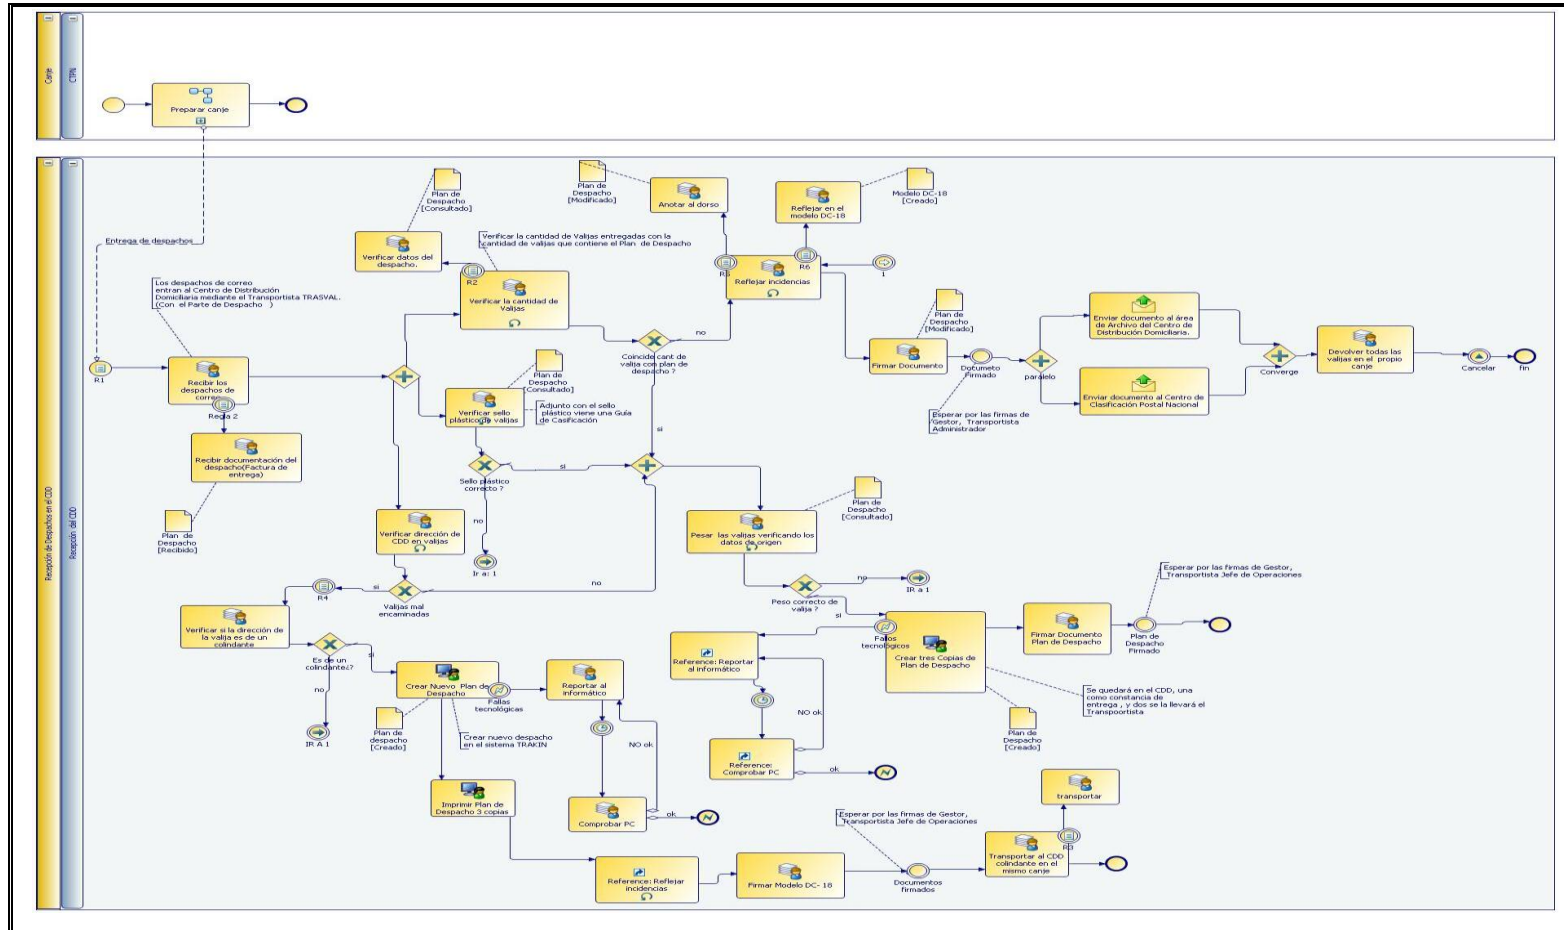 Canje
CTPN
Preparar canje
Entrega de despachos
Recepción de Despachos en el CDD
Recepción del CDD
Los despachos de correo
entran al Centro de Distribución
Domiciliaria mediante el Transportista TRASVAL.
(Con el Parte de Despacho )
R1
Recibir los
despachos de
correo
Regla 2
Recibir documentación del
despacho(Factura de
entrega)
Plan de
Despacho
[Recibido]
Plan de
Despacho
[Consultado]
Verificar datos del
despacho.
R2
Verificar la cantidad de Valijas entregadas con la
cantidad de valijas que contiene el Plan de Despacho
Verificar la cantidad de
Valijas
Plan de
Despacho
[Consultado]
Verificar sello
plástico de valijas
Adjunto con el sello
plástico viene una Guía
de Casificación
Sello plástico
correcto ?
si
no
Ir a: 1
Coincide cant de
valija con plan de
despacho ?
no
si
Plan de
Despacho
[Modificado]
Anotar al dorso
Reflejar en el
modelo DC-18
Modelo DC-18
[Creado]
R6
Reflejar incidencias
1
Plan de
Despacho
[Modificado]
Firmar Documento
Documeto
Firmado
Esperar por las firmas de
Gestor, Transportista
Administrador
paralelo
Enviar documento al área
de Archivo del Centro de
Distribución Domiciliaria.
Enviar documento al Centro de
Clasificación Postal Nacional
Converge
Devolver todas las
valijas en el propio
canje
Cancelar
fin
Verificar dirección de
CDD en valijas
Valijas mal
encaminadas
si
no
R4
Verificar si la dirección de
la valija es de un
colindante
Es de un
colindante¿?
si
no
IR A 1
Crear Nuevo Plan de
Despacho
Fallas
tecnológicas
Plan de
despacho
[Creado]
Crear nuevo despacho
en el sistema TRAKIN
Reportar al
informático
NO ok
Comprobar PC
ok
Imprimir Plan de
Despacho 3 copias
Reference: Reflejar
incidencias
Firmar Modelo DC- 18
Esperar por las firmas de Gestor,
Transportista Jefe de Operaciones
Documentos
firmados
Transportar al CDD
colindante en el
mismo canje
R3
transportar
Plan de
Despacho
[Consultado]
Pesar las valijas verificando los
datos de origen
Peso correcto de
valija ?
no
IR a 1
si
Fallos
tecnológicos
Crear tres Copias de
Plan de Despacho
Reference: Reportar
al informático
NO ok
Reference:
Comprobar PC
ok
Plan de
Despacho
[Creado]
Se quedará en el CDD, una
como constancia de
entrega , y dos se la llevará el
Transpoortista
Firmar Documento
Plan de Despacho
Esperar por las firmas de Gestor,
Transportista Jefe de Operaciones
Plan de
Despacho
Firmado